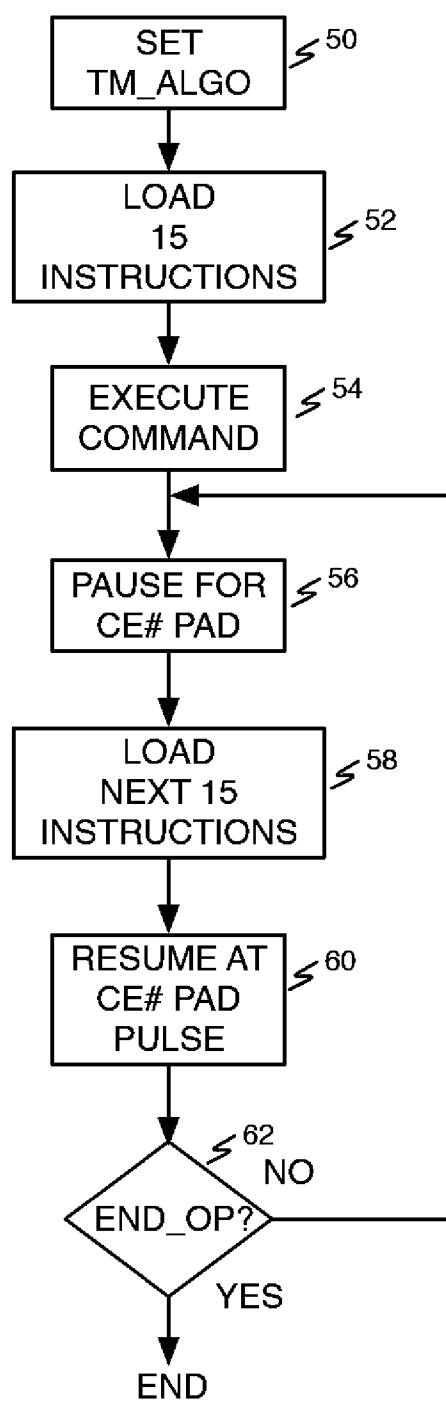 SET
TM_ALGO
50
LOAD
15
INSTRUCTIONS
52
EXECUTE
COMMAND
54
PAUSE FOR
CE# PAD
56
LOAD
NEXT 15
INSTRUCTIONS
58
RESUME AT
CE# PAD
PULSE
60
62
NO
END_OP?
YES
END